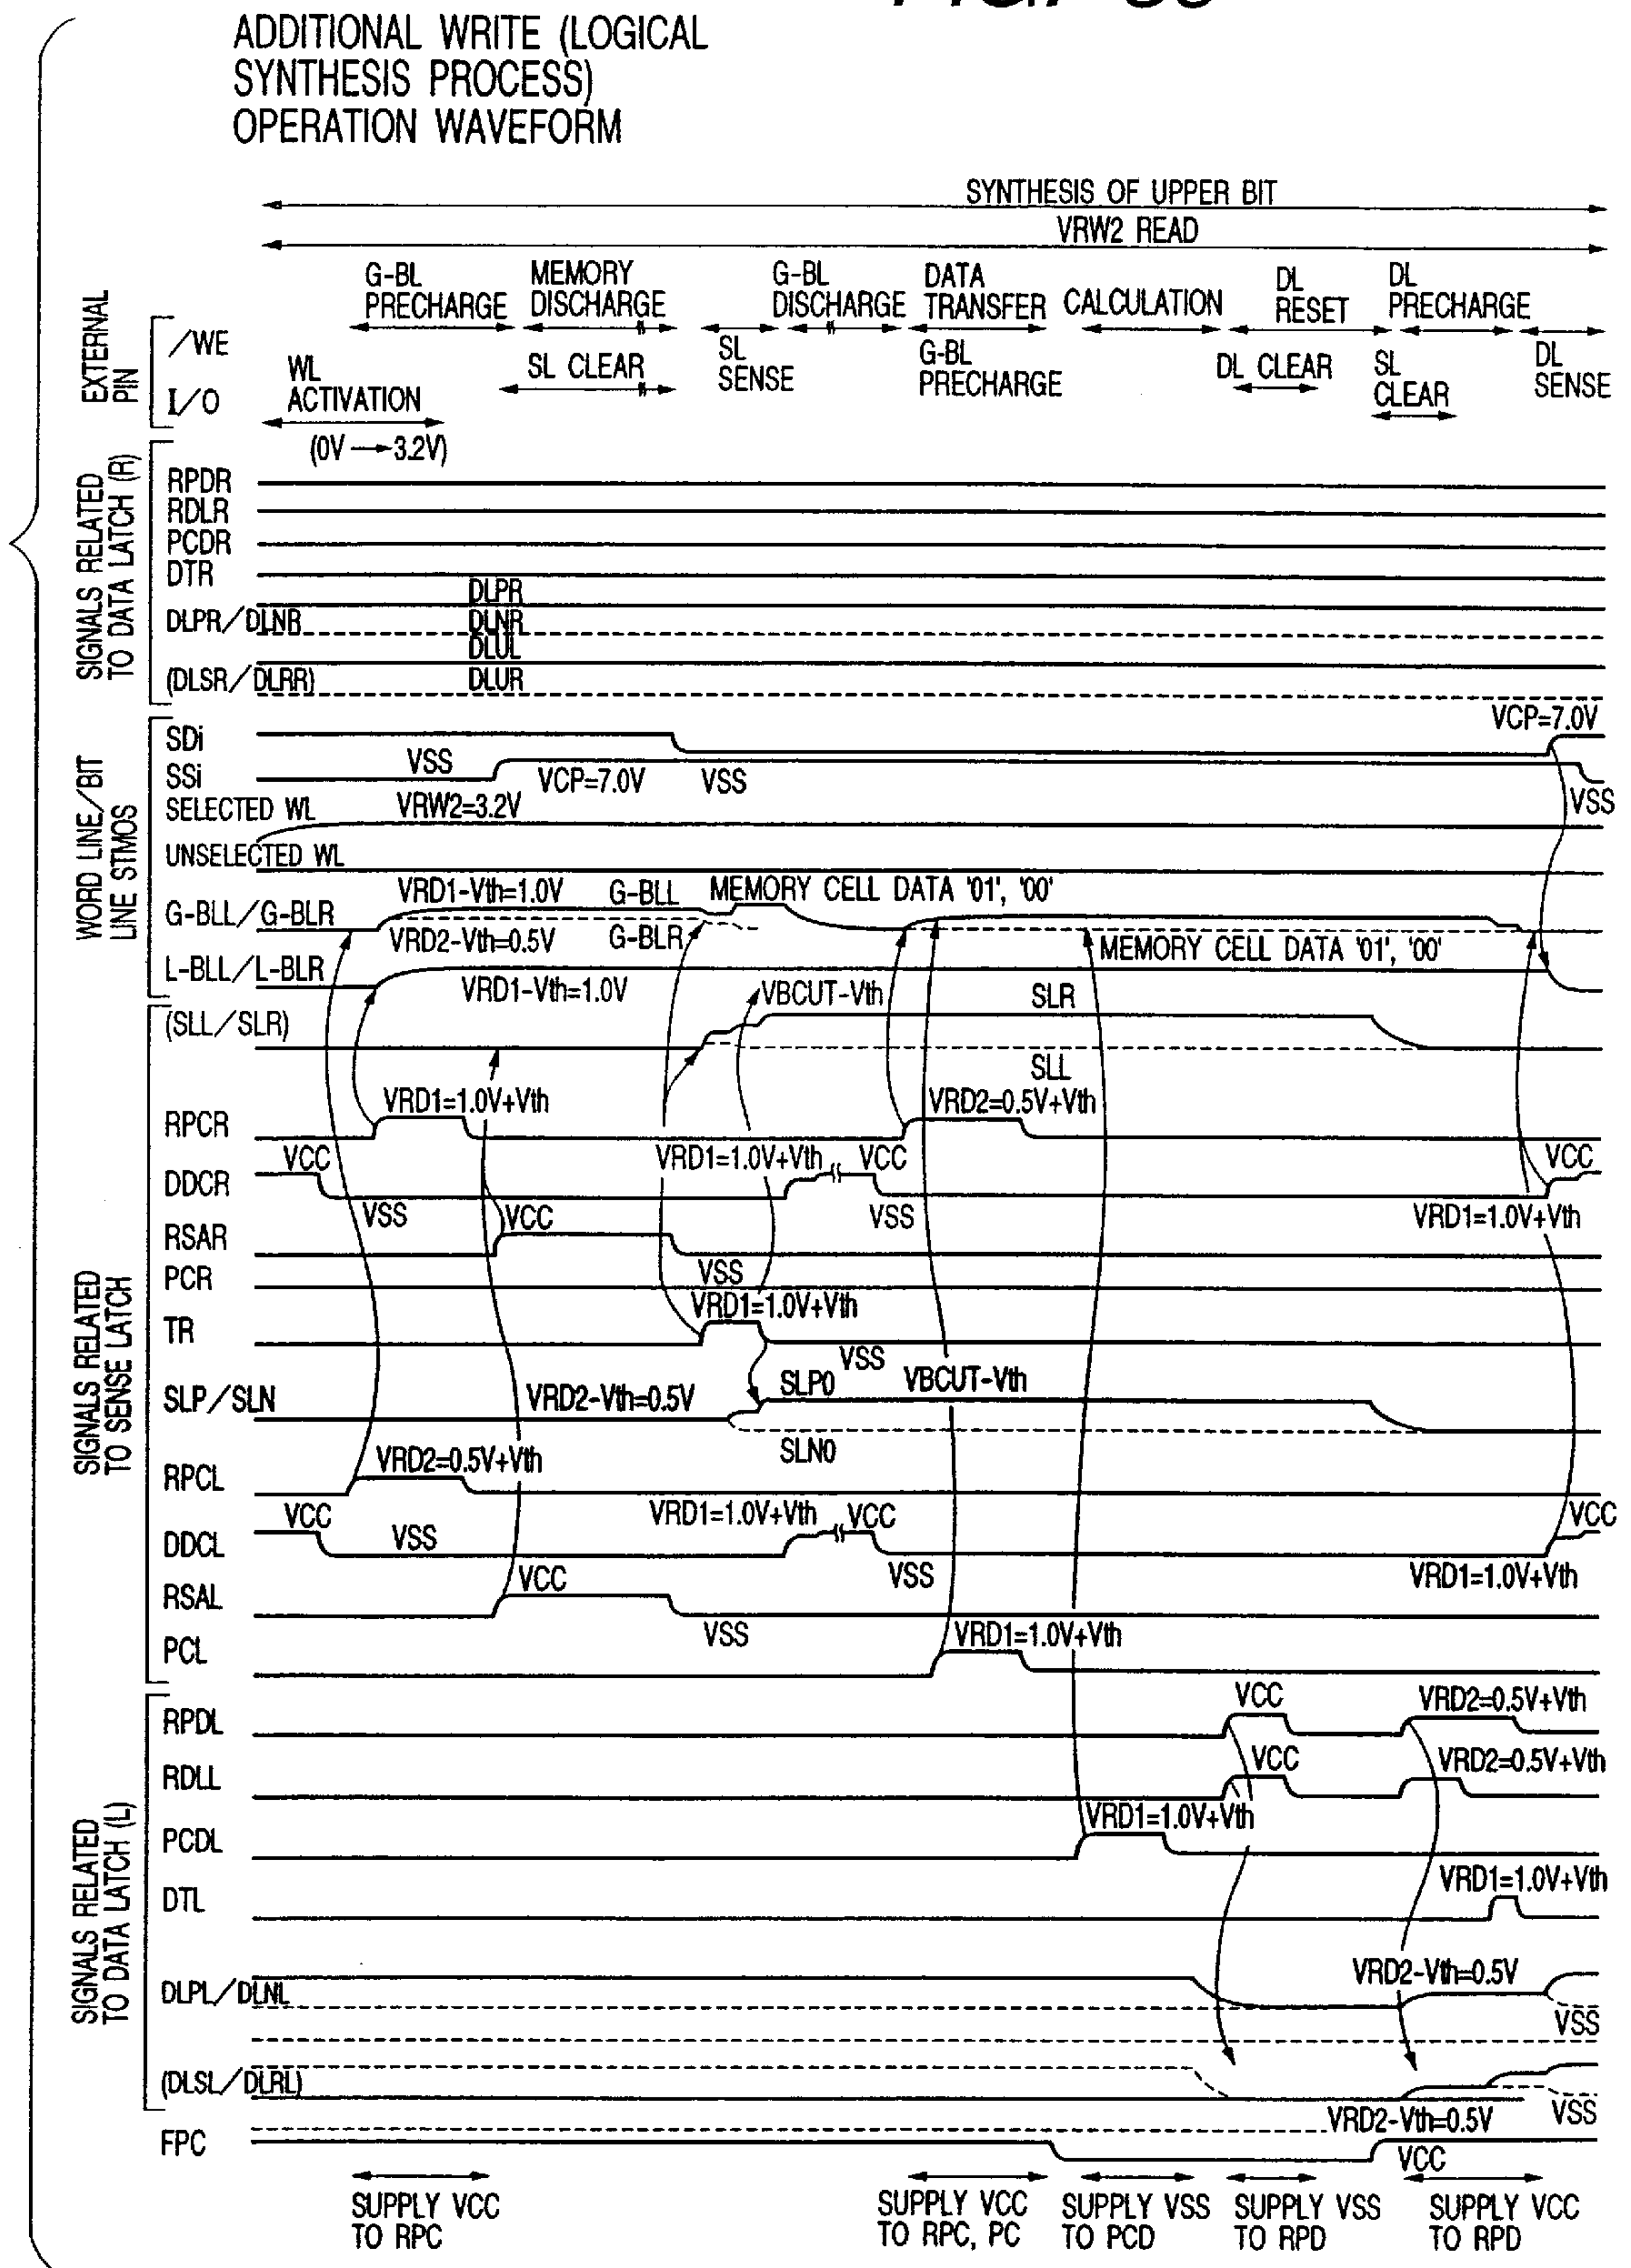 ADDITIONAL WRITE (LOGICAL
SYNTHESIS PROCESS)
OPERATION WAVEFORM
SYNTHESIS OF UPPER BIT
VRW2 READ
G-BL
PRECHARGE
MEMORY
DISCHARGE
G-BL
DISCHARGE
DATA
TRANSFER
CALCULATION
DL
RESET
DL
PRECHARGE
EXTERNAL
PIN
/WE
I/O
WL
ACTIVATION
(0V→3.2V)
SL CLEAR
SL
SENSE
G-BL
PRECHARGE
DL CLEAR
SL
CLEAR
DL
SENSE
SIGNALS RELATED
TO DATA LATCH (R)
RPDR
RDLR
PCDR
DTR
DLPR
DLPR/DLNR
DLNR
DLUL
(DLSR/DLRR)
DLUR
WORD LINE/BIT
LINE STMOS
VCP=7.0V
SDi
SSi
VSS
VCP=7.0V
VSS
VSS
SELECTED WL
VRW2=3.2V
UNSELECTED WL
G-BLL/G-BLR
VRD1-Vth=1.0V
G-BLL
MEMORY CELL DATA '01', '00'
VRD2-Vth=0.5V
G-BLR
MEMORY CELL DATA '01', '00'
L-BLL/L-BLR
VRD1-Vth=1.0V
SIGNALS RELATED
TO SENSE LATCH
(SLL/SLR)
VBCUT-Vth
SLR
SLL
RPCR
VRD1=1.0V+Vth
VRD2=0.5V+Vth
DDCR
VCC
VSS
VRD1=1.0V+Vth
VCC
VSS
VCC
VRD1=1.0V+Vth
RSAR
VCC
VSS
PCR
TR
VRD1=1.0V+Vth
VSS
SLP/SLN
VRD2-Vth=0.5V
SLP0
VBCUT-Vth
SLN0
RPCL
VRD2=0.5V+Vth
DDCL
VCC
VSS
VRD1=1.0V+Vth
VCC
VSS
VCC
VRD1=1.0V+Vth
RSAL
VCC
VSS
PCL
VRD1=1.0V+Vth
SIGNALS RELATED
TO DATA LATCH (L)
RPDL
VCC
VRD2=0.5V+Vth
RDLL
VCC
VRD2=0.5V+Vth
PCDL
VRD1=1.0V+Vth
DTL
VRD1=1.0V+Vth
DLPL/DLNL
VRD2-Vth=0.5V
VSS
(DLSL/DLRL)
VSS
VRD2-Vth=0.5V
FPC
VCC
SUPPLY VCC
TO RPC
SUPPLY VCC
TO RPC, PC
SUPPLY VSS
TO PCD
SUPPLY VSS
TO RPD
SUPPLY VCC
TO RPD